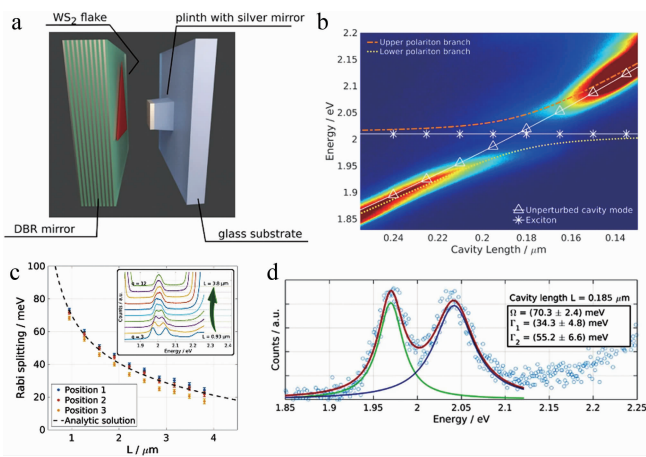 a
WS2 flake
plinth with silver mirror
DBR mirror
glass substrate
b
Upper polariton branch
Lower polariton branch
Unperturbed cavity mode
Exciton
Energy / eV
2.2
2.15
2.1
2.05
2
1.95
1.9
1.85
0.24 0.22 0.2 0.18 0.16 0.14
Cavity Length / μm
c
Rabi splitting / meV
100
80
60
40
20
0
1 2 3 4
L / μm
Position 1
Position 2
Position 3
Analytic solution
Counts / a.u.
q = 12
L = 3.8 μm
L = 0.93 μm
1.9 2 2.1 2.2 2.3 2.4
Energy / eV
d
Counts / a.u.
Cavity length L = 0.185 μm
Ω = (70.3 ± 2.4) meV
Γ1 = (34.3 ± 4.8) meV
Γ2 = (55.2 ± 6.6) meV
1.85 1.9 1.95 2 2.05 2.1 2.15 2.2 2.25
Energy / eV